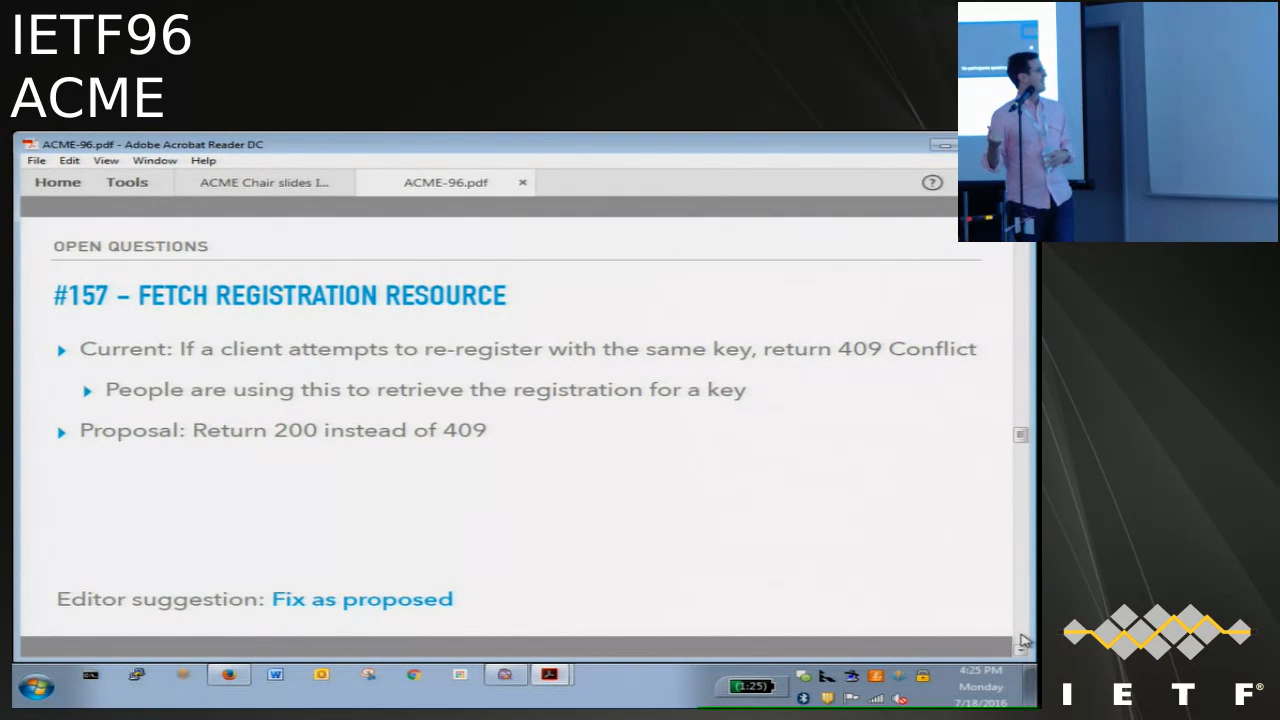 IETF96
ACME
ACME-96.pdf - Adobe Acrobat Reader DC
File Edit View Window Help
Home Tools ACME Chair slides I... ACME-96.pdf × ?
OPEN QUESTIONS
#157 – FETCH REGISTRATION RESOURCE
Current: If a client attempts to re-register with the same key, return 409 Conflict
People are using this to retrieve the registration for a key
Proposal: Return 200 instead of 409
Editor suggestion: Fix as proposed
(1:25)
4:25 PM
Monday
7/18/2016
I E T F®